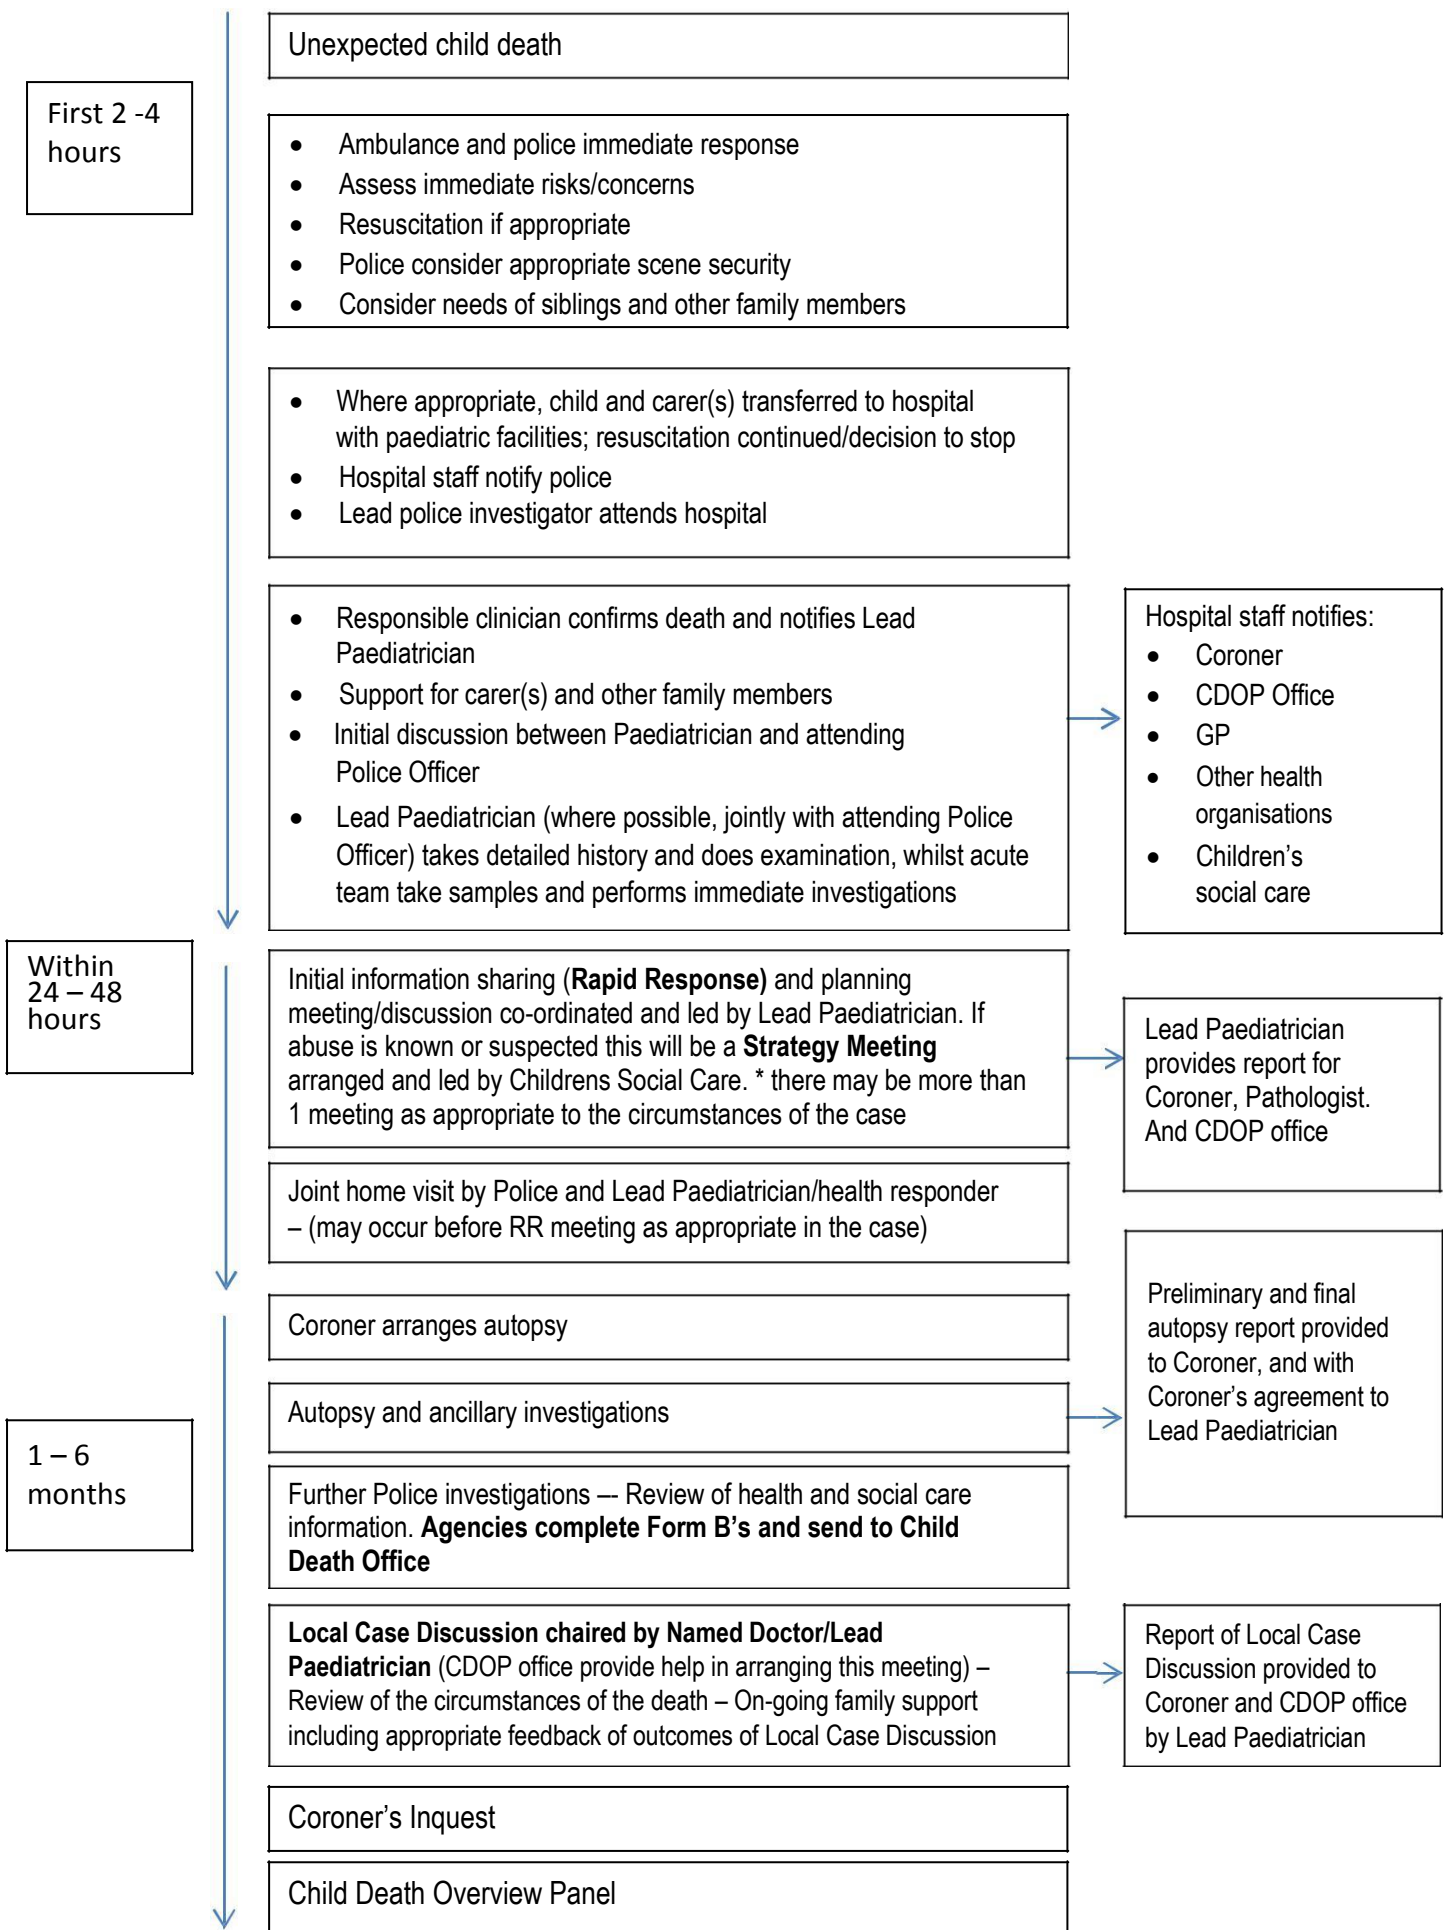 Unexpected child death
First 2 -4
hours
• Ambulance and police immediate response
• Assess immediate risks/concerns
• Resuscitation if appropriate
• Police consider appropriate scene security
• Consider needs of siblings and other family members
• Where appropriate, child and carer(s) transferred to hospital
with paediatric facilities; resuscitation continued/decision to stop
• Hospital staff notify police
• Lead police investigator attends hospital
• Responsible clinician confirms death and notifies Lead
Paediatrician
• Support for carer(s) and other family members
• Initial discussion between Paediatrician and attending
Police Officer
• Lead Paediatrician (where possible, jointly with attending Police
Officer) takes detailed history and does examination, whilst acute
team take samples and performs immediate investigations
Hospital staff notifies:
• Coroner
• CDOP Office
• GP
• Other health
organisations
• Children’s
social care
Within
24 – 48
hours
Initial information sharing (Rapid Response) and planning
meeting/discussion co-ordinated and led by Lead Paediatrician. If
abuse is known or suspected this will be a Strategy Meeting
arranged and led by Childrens Social Care. * there may be more than
1 meeting as appropriate to the circumstances of the case
Lead Paediatrician
provides report for
Coroner, Pathologist.
And CDOP office
Joint home visit by Police and Lead Paediatrician/health responder
– (may occur before RR meeting as appropriate in the case)
Coroner arranges autopsy
Autopsy and ancillary investigations
Preliminary and final
autopsy report provided
to Coroner, and with
Coroner’s agreement to
Lead Paediatrician
1 – 6
months
Further Police investigations –- Review of health and social care
information. Agencies complete Form B’s and send to Child
Death Office
Local Case Discussion chaired by Named Doctor/Lead
Paediatrician (CDOP office provide help in arranging this meeting) –
Review of the circumstances of the death – On-going family support
including appropriate feedback of outcomes of Local Case Discussion
Report of Local Case
Discussion provided to
Coroner and CDOP office
by Lead Paediatrician
Coroner’s Inquest
Child Death Overview Panel